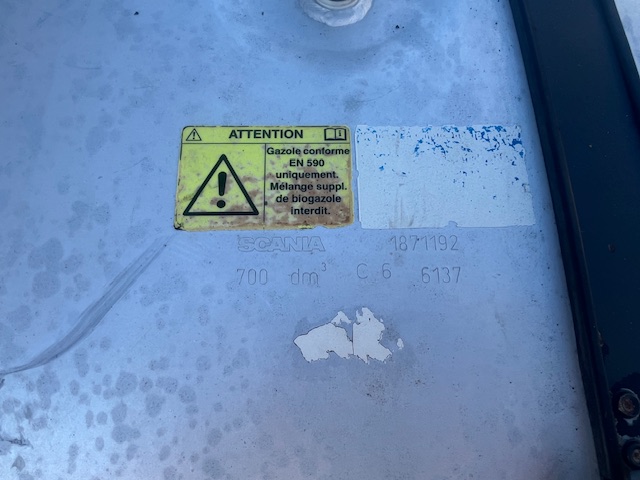 ATTENTION
Gazole conforme
EN 590
uniquement.
Mélange suppl.
de biogazole
interdit.
SCANIA 1871192
700 dm³ C 6 6137